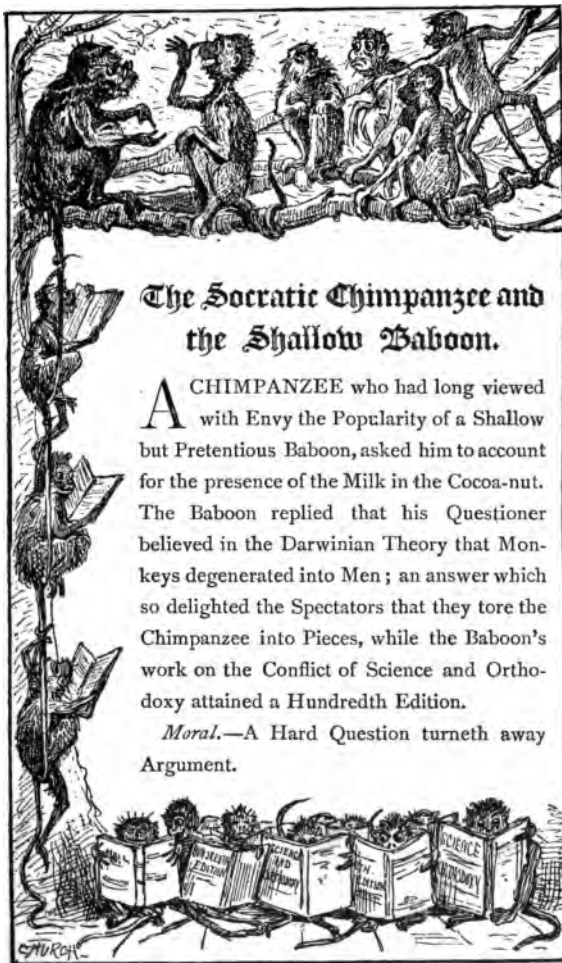 The Socratic Chimpanzee and
the Shallow Baboon.
A CHIMPANZEE who had long viewed
with Envy the Popularity of a Shallow
but Pretentious Baboon, asked him to account
for the presence of the Milk in the Cocoa-nut.
The Baboon replied that his Questioner
believed in the Darwinian Theory that Mon-
keys degenerated into Men; an answer which
so delighted the Spectators that they tore the
Chimpanzee into Pieces, while the Baboon's
work on the Conflict of Science and Ortho-
doxy attained a Hundredth Edition.
Moral.—A Hard Question turneth away
Argument.
EDITION
SCIENCE
AND
EDITION
SCIENCE
CHURCH